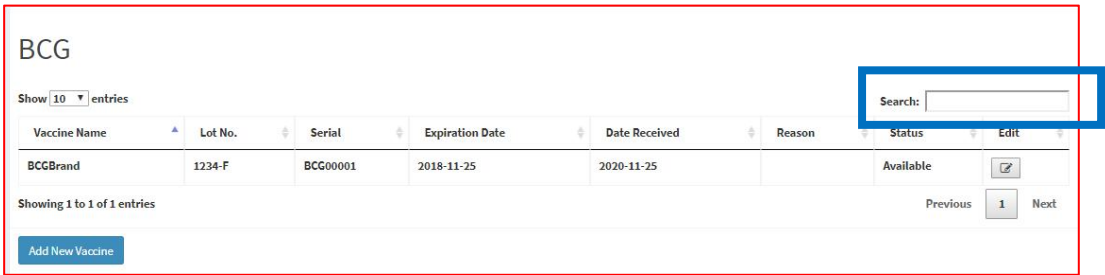 BCG
Show 10 entries Search:
Vaccine Name Lot No. Serial Expiration Date Date Received Reason Status Edit
BCGBrand 1234-F BCG00001 2018-11-25 2020-11-25 Available
Showing 1 to 1 of 1 entries Previous 1 Next
Add New Vaccine